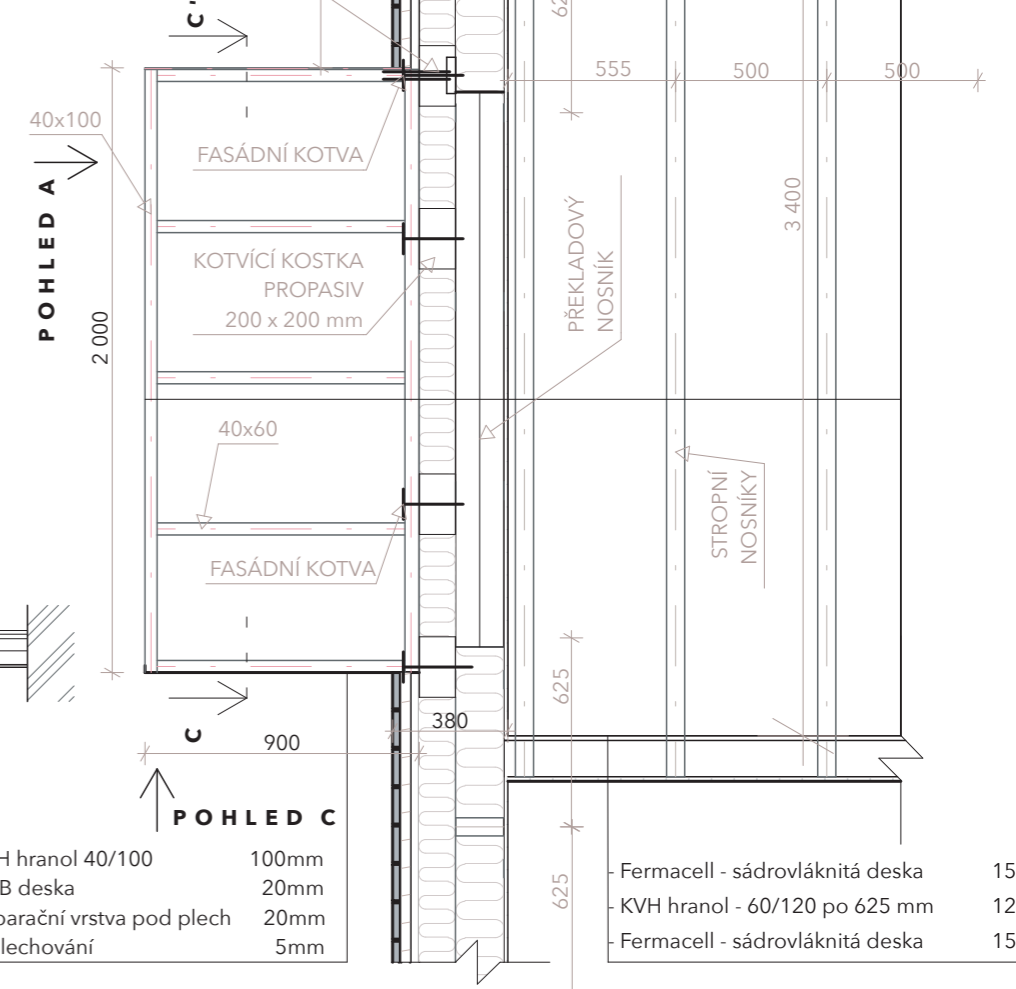 C'
62
555
500
500
40x100
FASÁDNÍ KOTVA
POHLED A
3 400
PŘEKLADOVÝ
NOSNÍK
KOTVÍCÍ KOSTKA
PROPASIV
200 x 200 mm
2 000
40x60
STROPNÍ
NOSNÍKY
FASÁDNÍ KOTVA
625
380
C
900
POHLED C
H hranol 40/100 100mm
B deska 20mm
parační vrstva pod plech 20mm
lechování 5mm
625
- Fermacell - sádrovláknitá deska 15
- KVH hranol - 60/120 po 625 mm 12
- Fermacell - sádrovláknitá deska 15